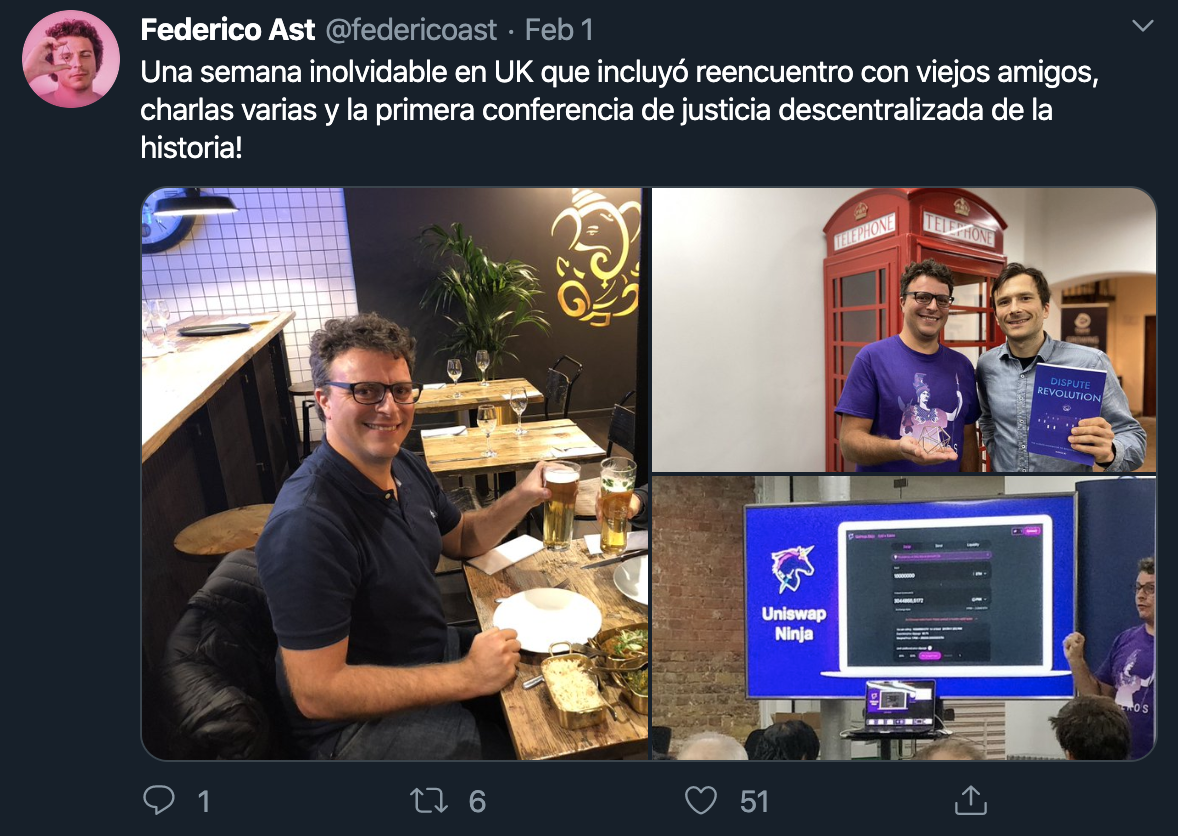 Federico Ast @federicoast · Feb 1
Una semana inolvidable en UK que incluyó reencuentro con viejos amigos,
charlas varias y la primera conferencia de justicia descentralizada de la
historia!
TELEPHONE TELEPHONE
DISPUTE
REVOLUTION
Uniswap
Ninja
10000000
1 6 51